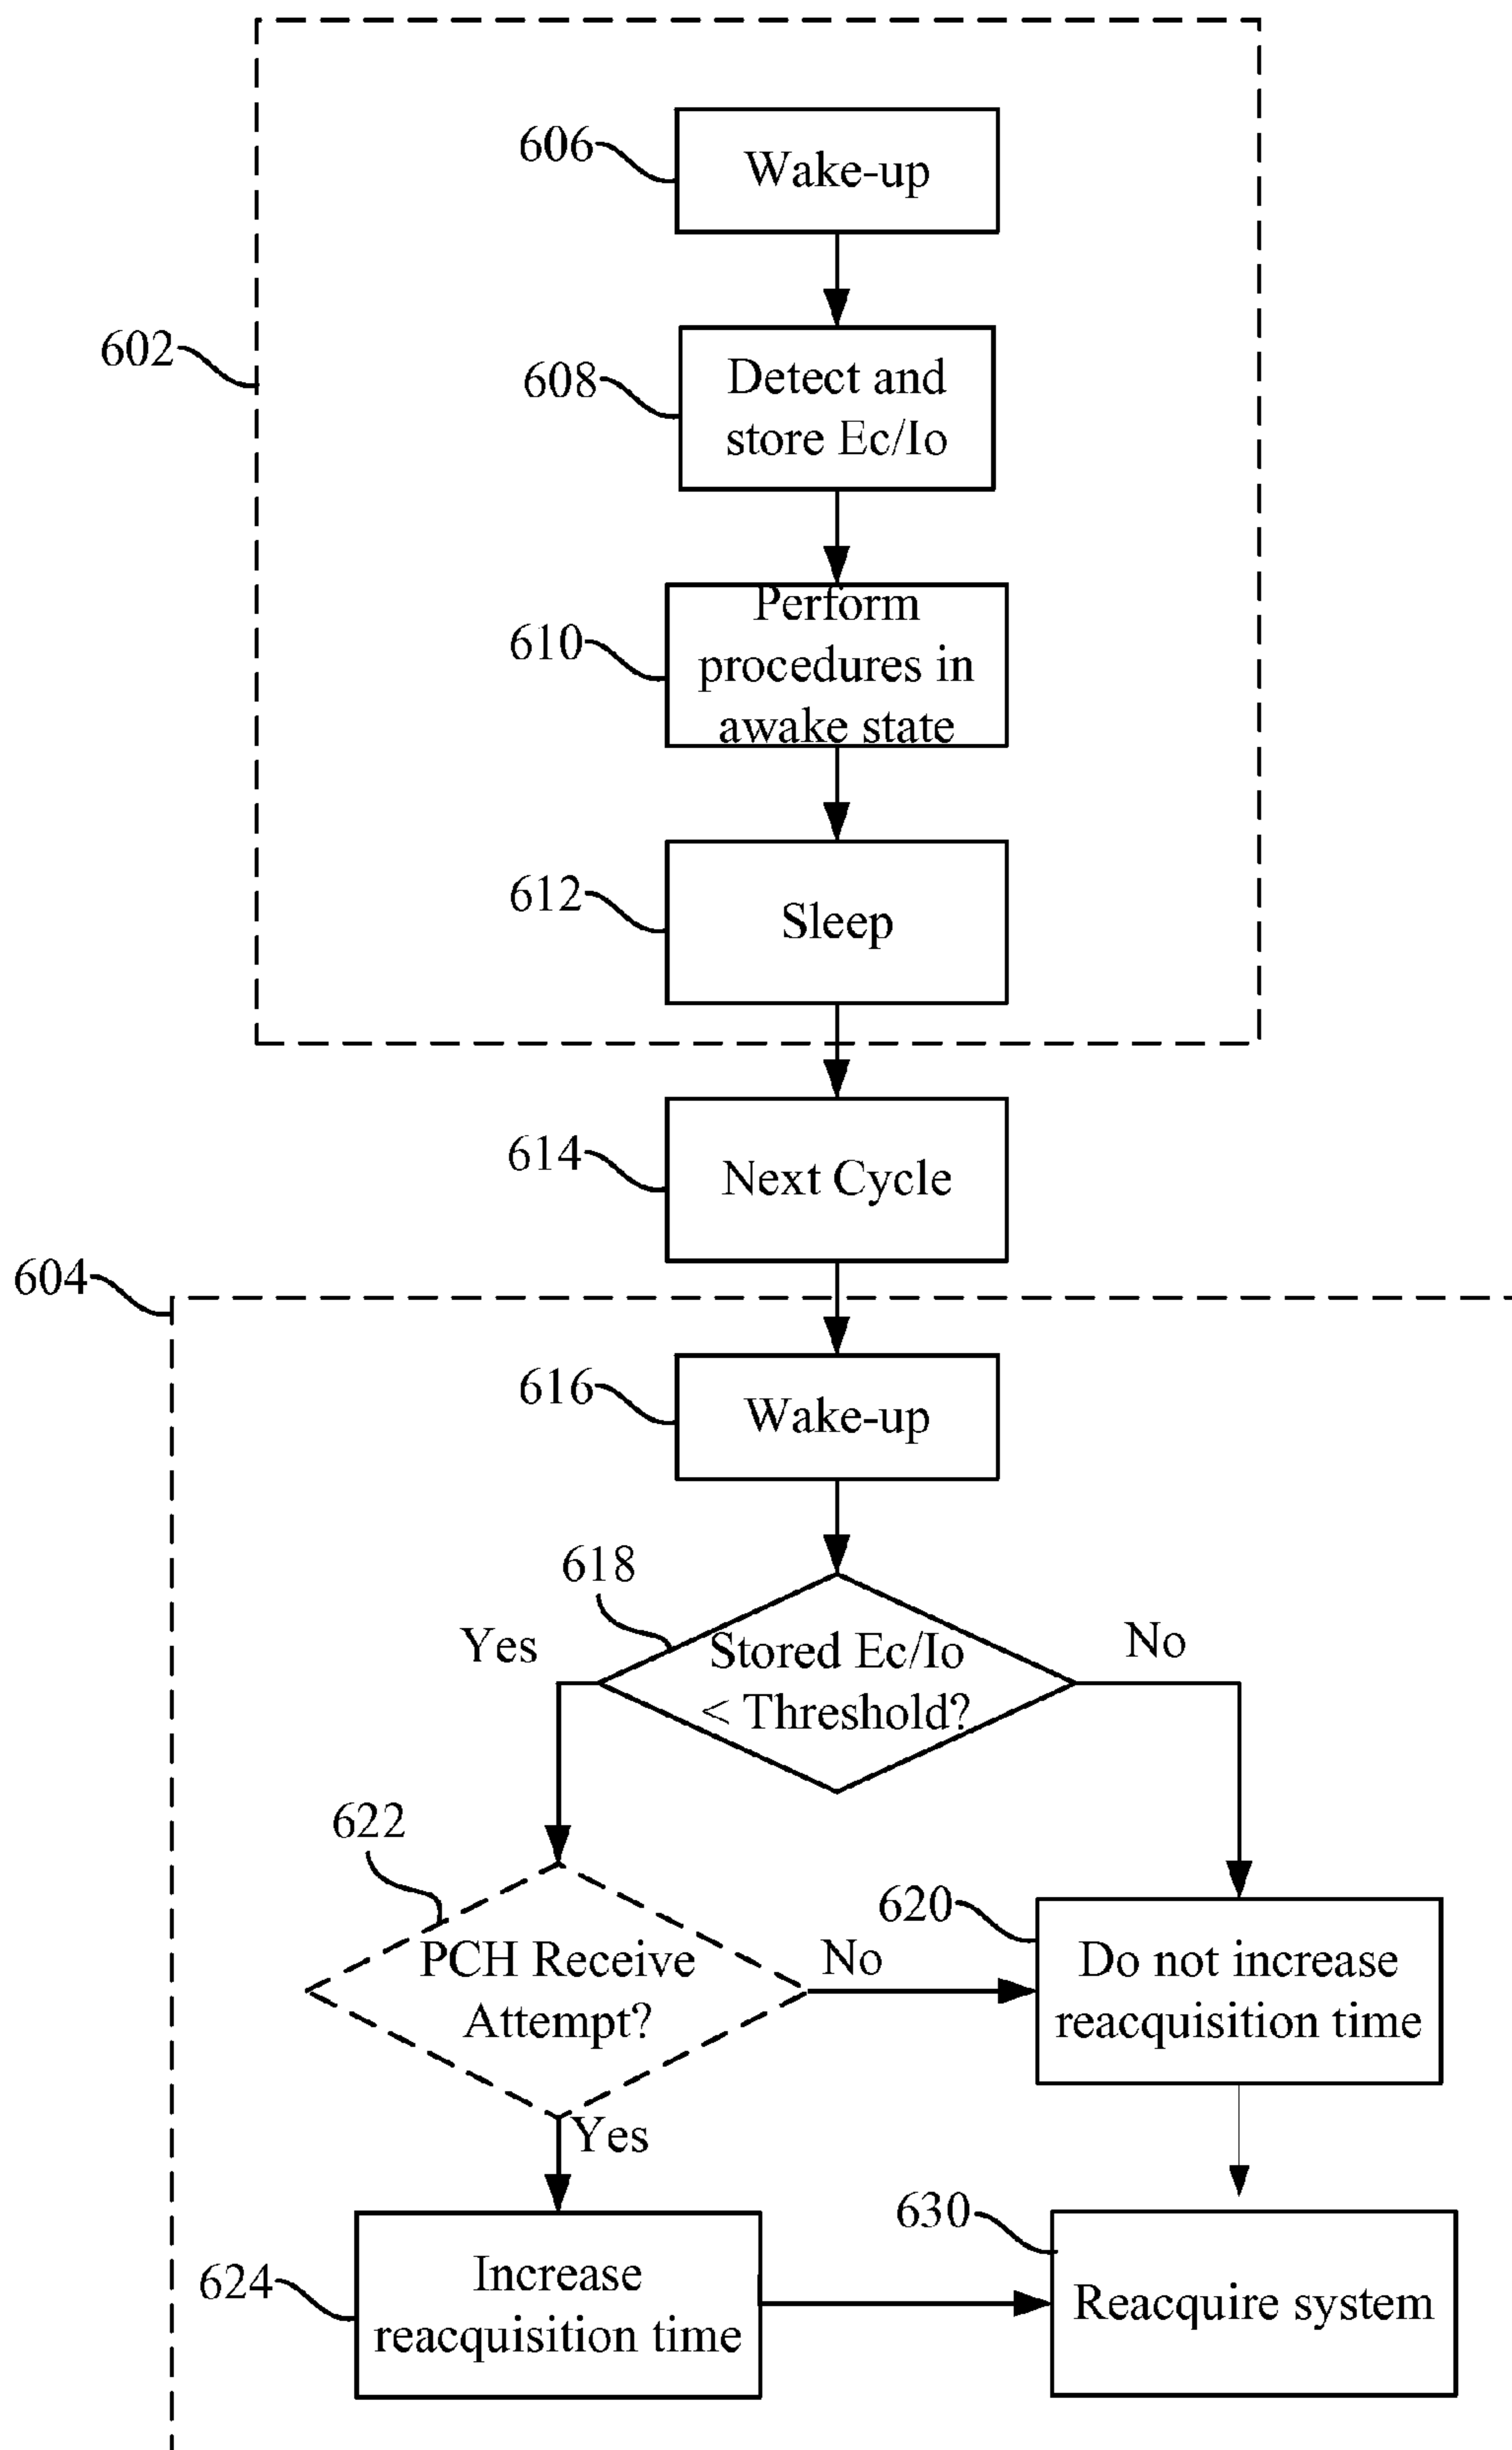 606
Wake-up
602
608
Detect and
store Ec/Io
610
Perform
procedures in
awake state
612
Sleep
614
Next Cycle
604
616
Wake-up
618
Yes
Stored Ec/Io
< Threshold?
No
622
PCH Receive
Attempt?
No
620
Do not increase
reacquisition time
Yes
624
Increase
reacquisition time
630
Reacquire system